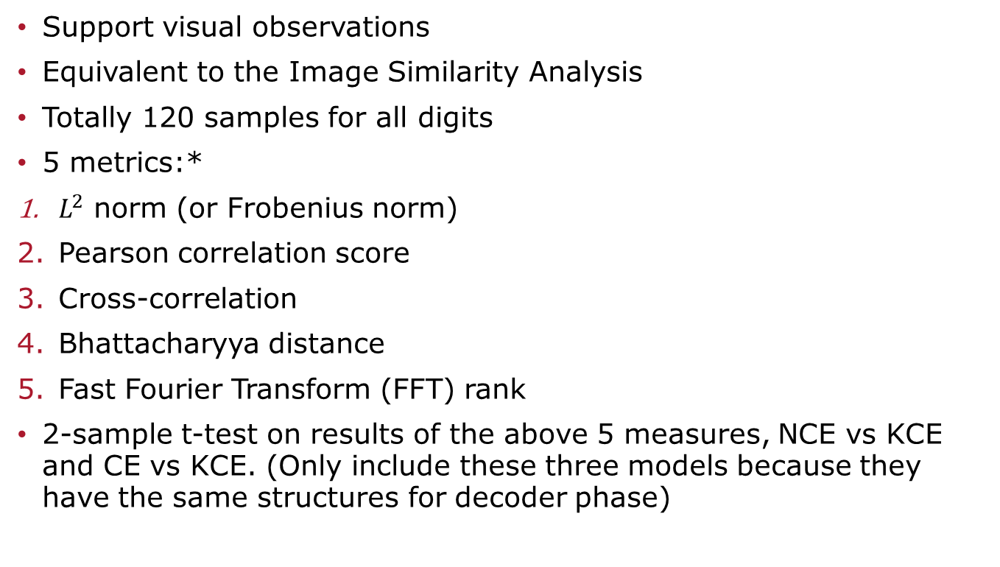 • Support visual observations
• Equivalent to the Image Similarity Analysis
• Totally 120 samples for all digits
• 5 metrics:*
1. L² norm (or Frobenius norm)
2. Pearson correlation score
3. Cross-correlation
4. Bhattacharyya distance
5. Fast Fourier Transform (FFT) rank
• 2-sample t-test on results of the above 5 measures, NCE vs KCE
and CE vs KCE. (Only include these three models because they
have the same structures for decoder phase)